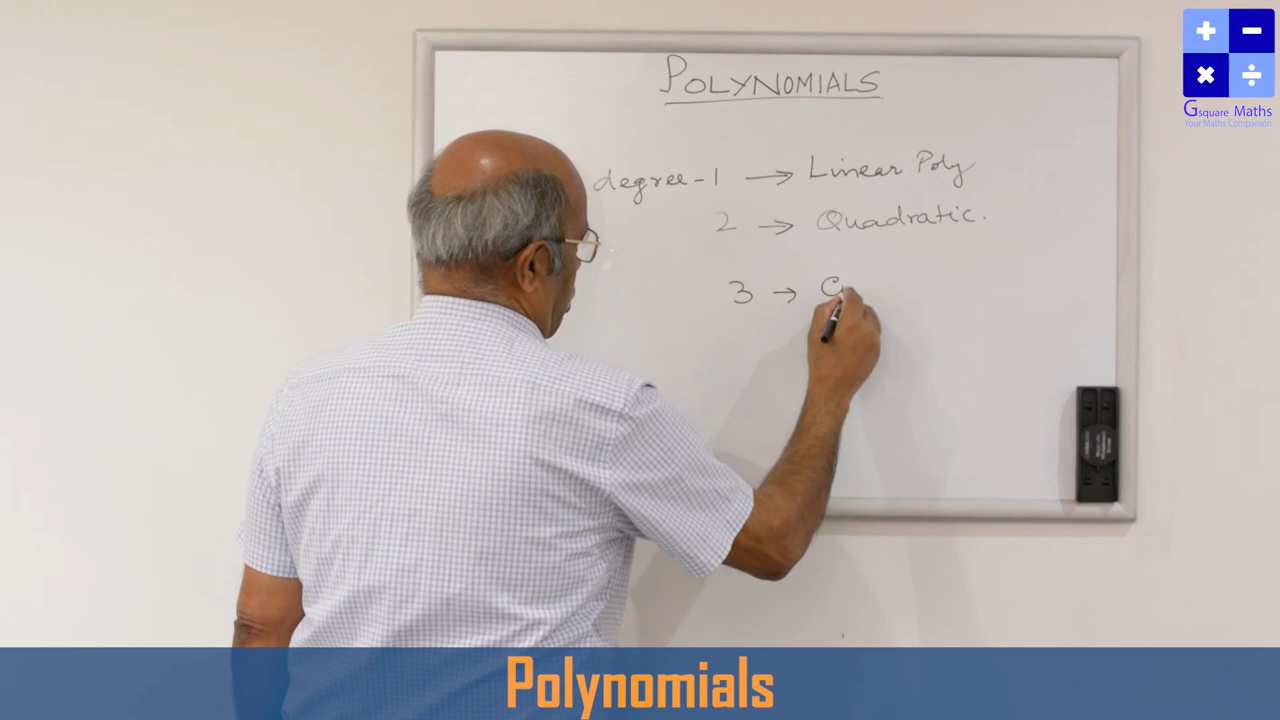 POLYNOMIALS
degree-1 → Linear Poly
2 → Quadratic.
3 → C
+ −
× ÷
Gsquare Maths
Your Maths Companion
Polynomials